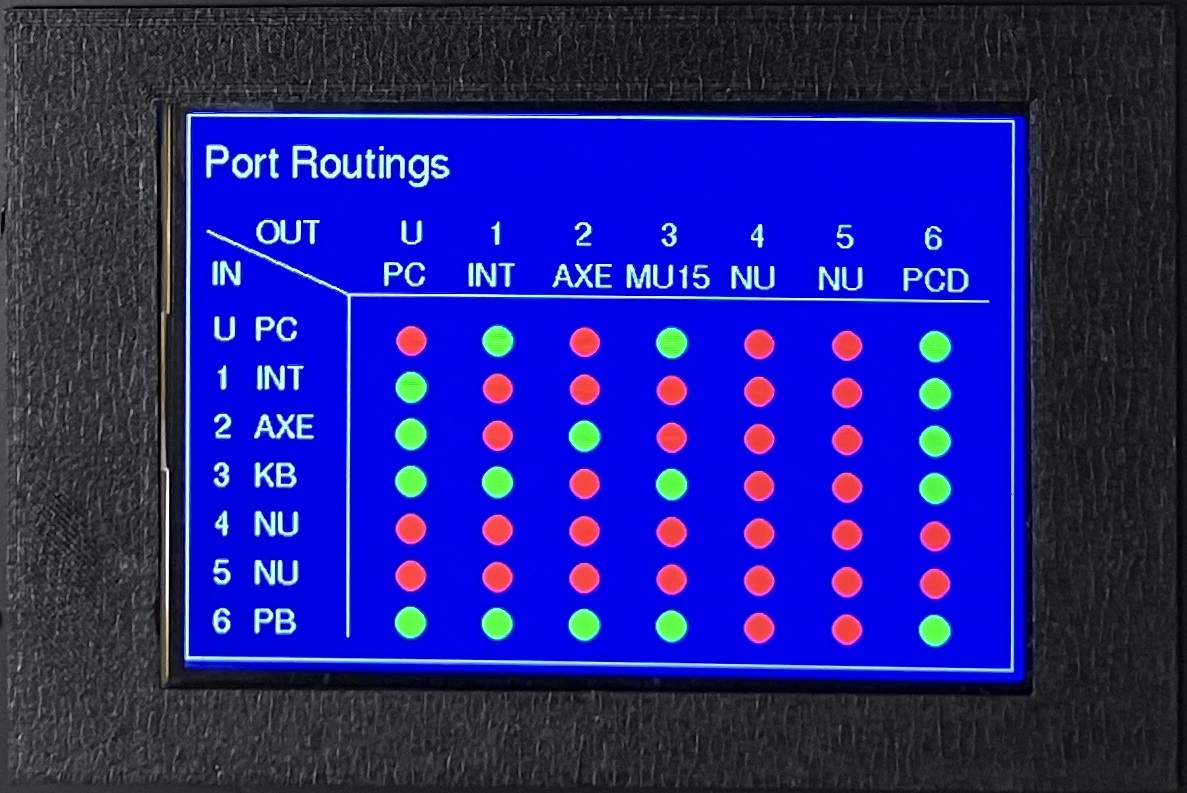 Port Routings
OUT U 1 2 3 4 5 6
IN PC INT AXE MU15 NU NU PCD
U PC
1 INT
2 AXE
3 KB
4 NU
5 NU
6 PB